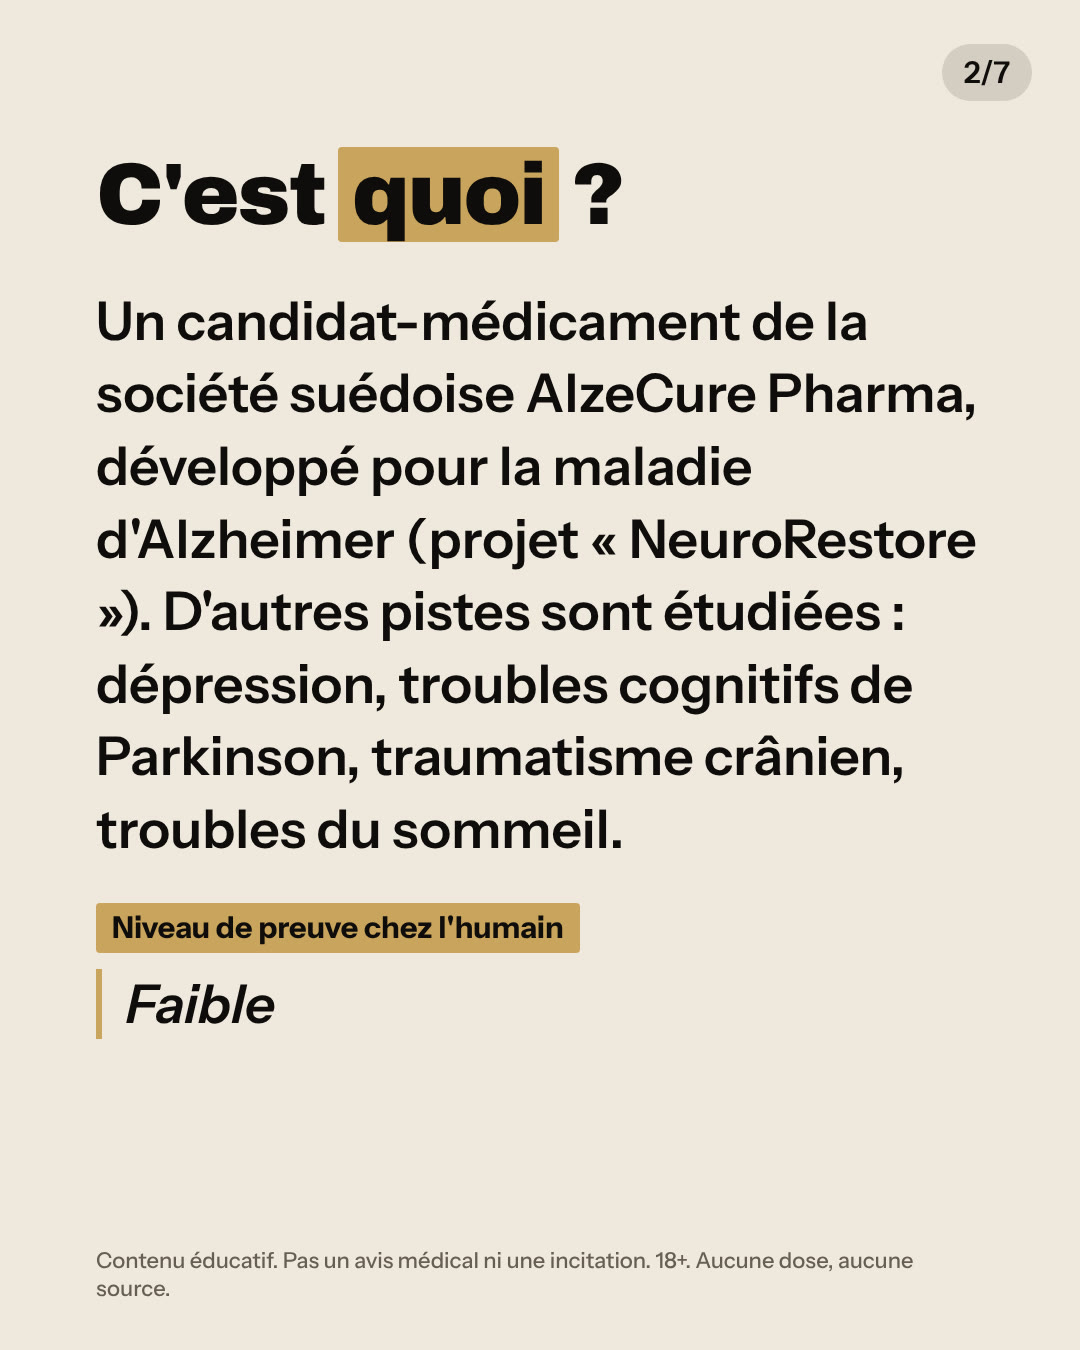 2/7
C'est quoi ?
Un candidat-médicament de la
société suédoise AlzeCure Pharma,
développé pour la maladie
d'Alzheimer (projet « NeuroRestore
»). D'autres pistes sont étudiées :
dépression, troubles cognitifs de
Parkinson, traumatisme crânien,
troubles du sommeil.
Niveau de preuve chez l'humain
Faible
Contenu éducatif. Pas un avis médical ni une incitation. 18+. Aucune dose, aucune
source.